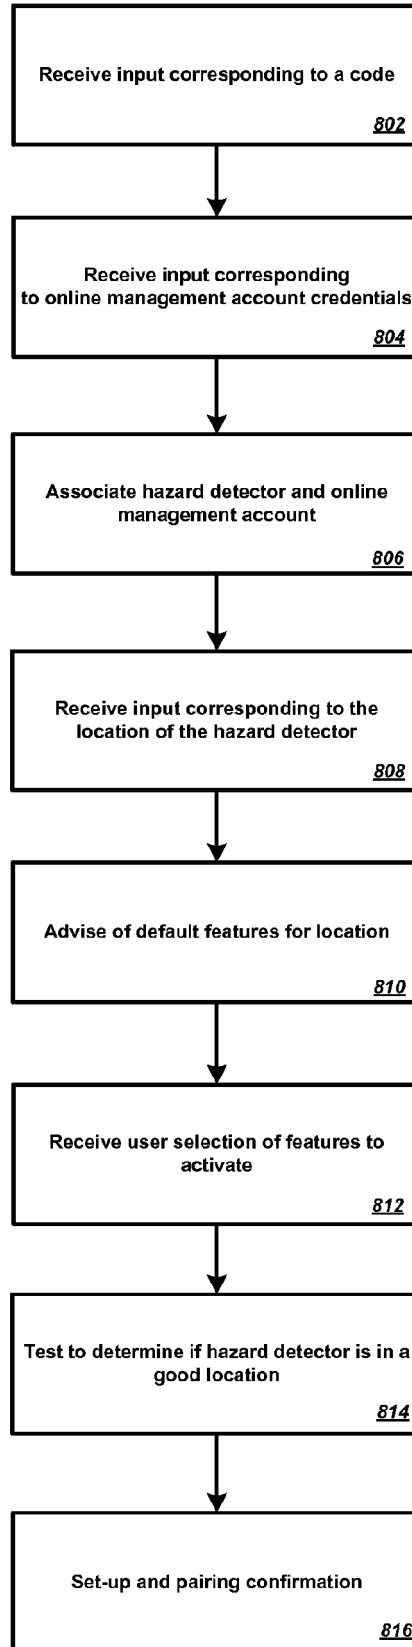 Receive input corresponding to a code
802
Receive input corresponding
to online management account credentials
804
Associate hazard detector and online
management account
806
Receive input corresponding to the
location of the hazard detector
808
Advise of default features for location
810
Receive user selection of features to
activate
812
Test to determine if hazard detector is in a
good location
814
Set-up and pairing confirmation
816